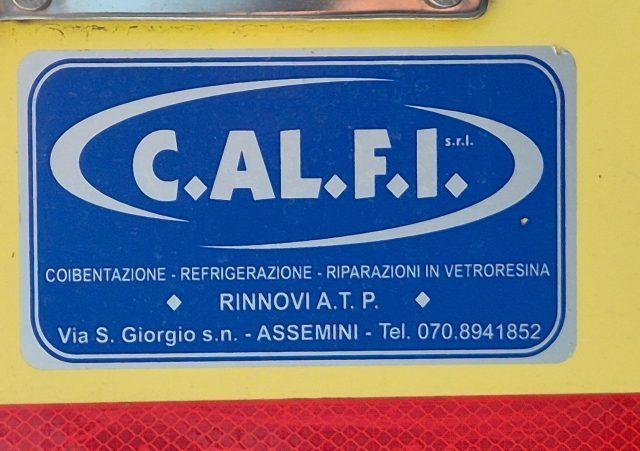 C.AL.F.I. s.r.l.
COIBENTAZIONE - REFRIGERAZIONE - RIPARAZIONI IN VETRORESINA
RINNOVI A.T.P.
Via S. Giorgio s.n. - ASSEMINI - Tel. 070.8941852